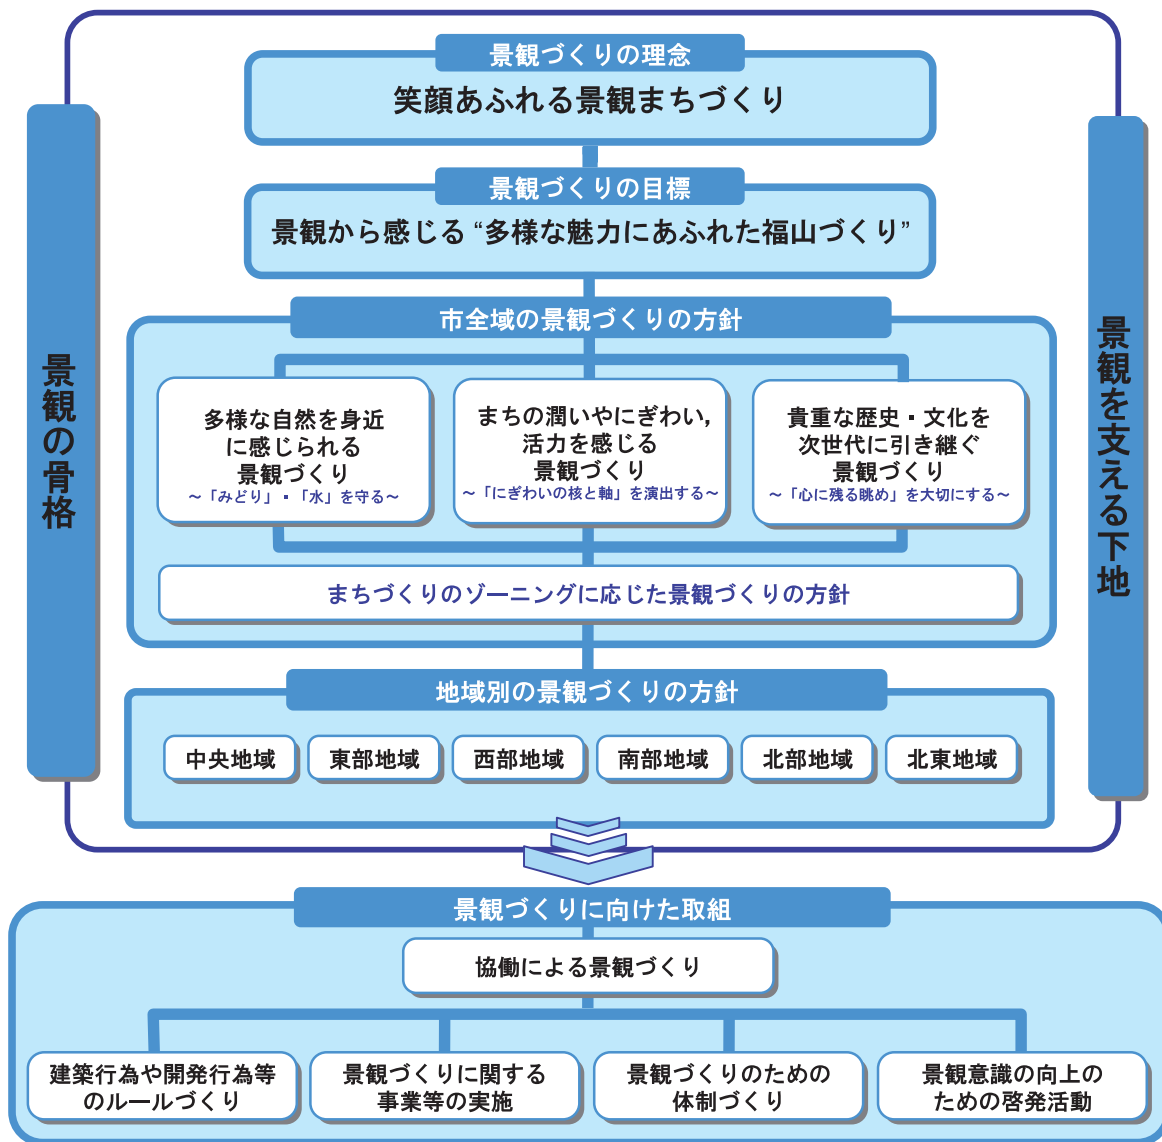 景観づくりの理念
笑顔あふれる景観まちづくり
景観づくりの目標
景観から感じる“多様な魅力にあふれた福山づくり”
市全域の景観づくりの方針
多様な自然を身近
に感じられる
景観づくり
～「みどり」・「水」を守る～
まちの潤いやにぎわい，
活力を感じる
景観づくり
～「にぎわいの核と軸」を演出する～
貴重な歴史・文化を
次世代に引き継ぐ
景観づくり
～「心に残る眺め」を大切にする～
まちづくりのゾーニングに応じた景観づくりの方針
地域別の景観づくりの方針
中央地域
東部地域
西部地域
南部地域
北部地域
北東地域
景観の骨格
景観を支える下地
景観づくりに向けた取組
協働による景観づくり
建築行為や開発行為等
のルールづくり
景観づくりに関する
事業等の実施
景観づくりのための
体制づくり
景観意識の向上の
ための啓発活動